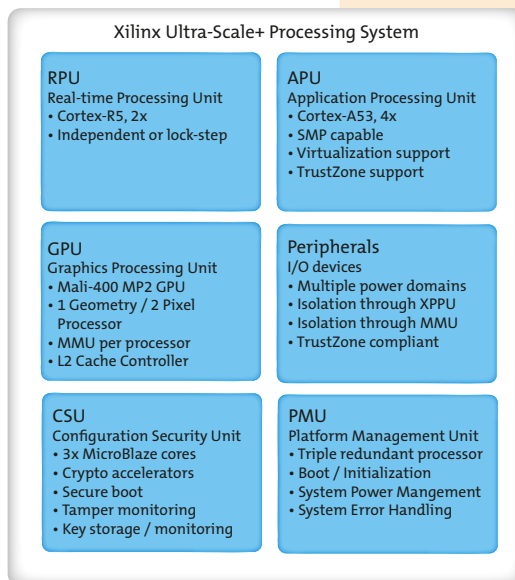 Xilinx Ultra-Scale+ Processing System
RPU
Real-time Processing Unit
• Cortex-R5, 2x
• Independent or lock-step
APU
Application Processing Unit
• Cortex-A53, 4x
• SMP capable
• Virtualization support
• TrustZone support
GPU
Graphics Processing Unit
• Mali-400 MP2 GPU
• 1 Geometry / 2 Pixel
Processor
• MMU per processor
• L2 Cache Controller
Peripherals
I/O devices
• Multiple power domains
• Isolation through XPPU
• Isolation through MMU
• TrustZone compliant
CSU
Configuration Security Unit
• 3x MicroBlaze cores
• Crypto accelerators
• Secure boot
• Tamper monitoring
• Key storage / monitoring
PMU
Platform Management Unit
• Triple redundant processor
• Boot / Initialization
• System Power Mangement
• System Error Handling